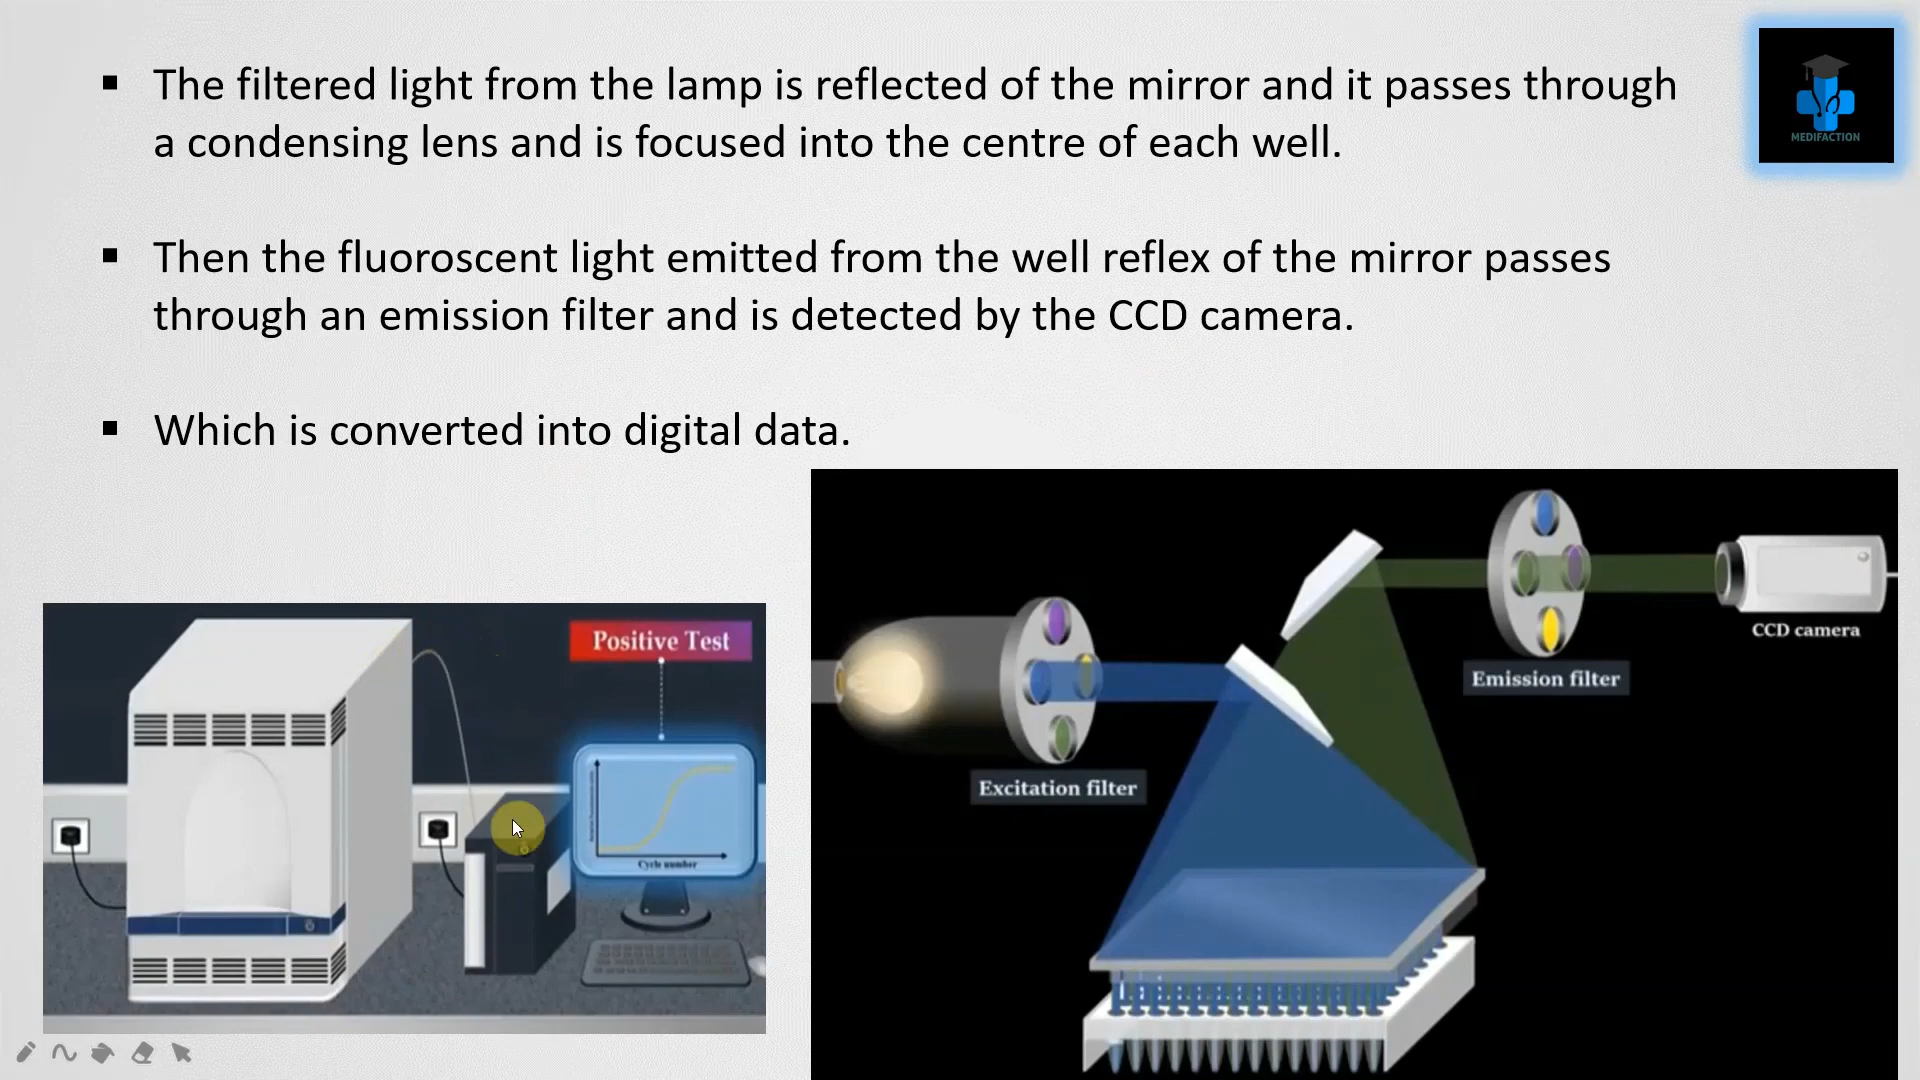 ▪ The filtered light from the lamp is reflected of the mirror and it passes through
a condensing lens and is focused into the centre of each well.
▪ Then the fluoroscent light emitted from the well reflex of the mirror passes
through an emission filter and is detected by the CCD camera.
▪ Which is converted into digital data.
MEDIFACTION
Positive Test
Cycle number
Excitation filter
Emission filter
CCD camera